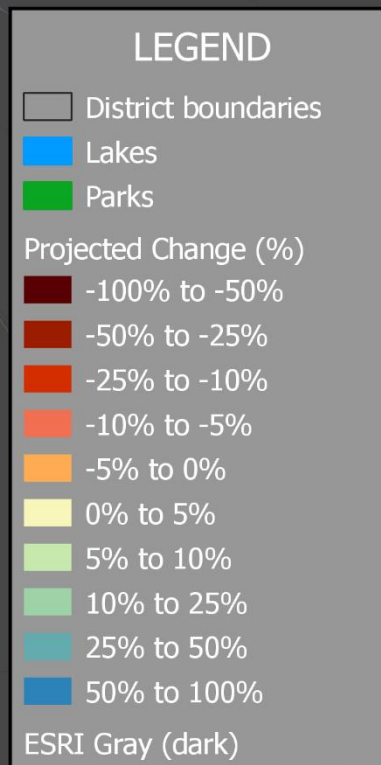 LEGEND
District boundaries
Lakes
Parks
Projected Change (%)
-100% to -50%
-50% to -25%
-25% to -10%
-10% to -5%
-5% to 0%
0% to 5%
5% to 10%
10% to 25%
25% to 50%
50% to 100%
ESRI Gray (dark)